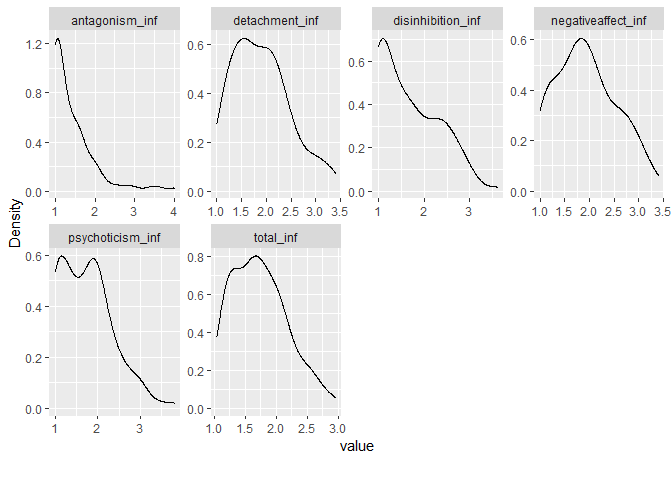 antagonism_inf
detachment_inf
disinhibition_inf
negativeaffect_inf
1.2
0.8
0.4
0.0
1 2 3 4
0.6
0.4
0.2
0.0
1.0 1.5 2.0 2.5 3.0 3.5
0.6
0.4
0.2
0.0
1 2 3
0.6
0.4
0.2
0.0
1.0 1.5 2.0 2.5 3.0 3.5
Density
psychoticism_inf
total_inf
0.6
0.4
0.2
0.0
1 2 3
0.8
0.6
0.4
0.2
0.0
1.0 1.5 2.0 2.5 3.0
value